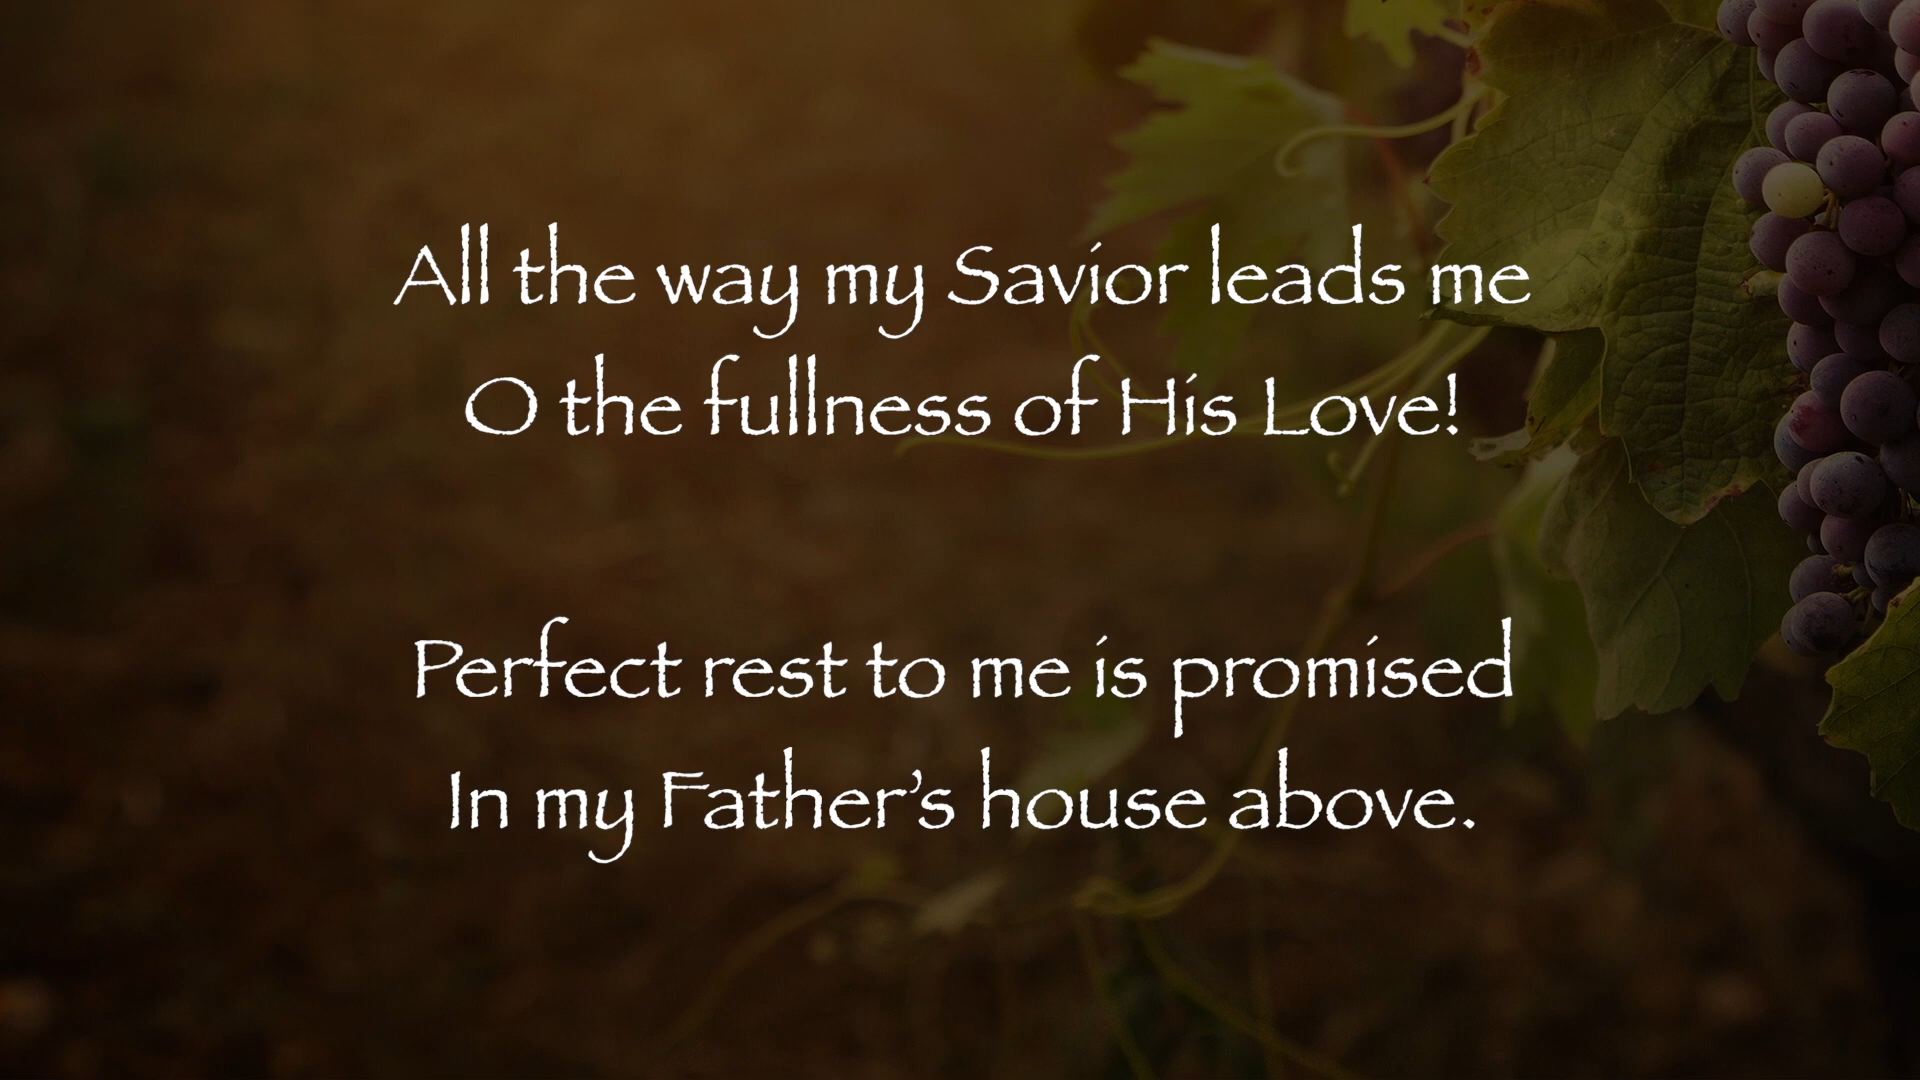 All the way my Savior leads me
O the fullness of His Love!
Perfect rest to me is promised
In my Father’s house above.